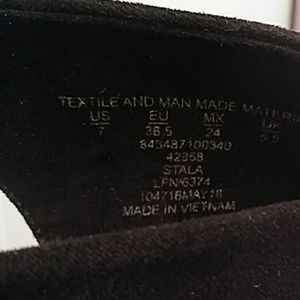 TEXTILE AND MAN MADE MATERIA
US EU MX UK
7 38.5 24 5.5
843487100340
42358
STALA
LFN/6374
104716MAY18
MADE IN VIETNAM